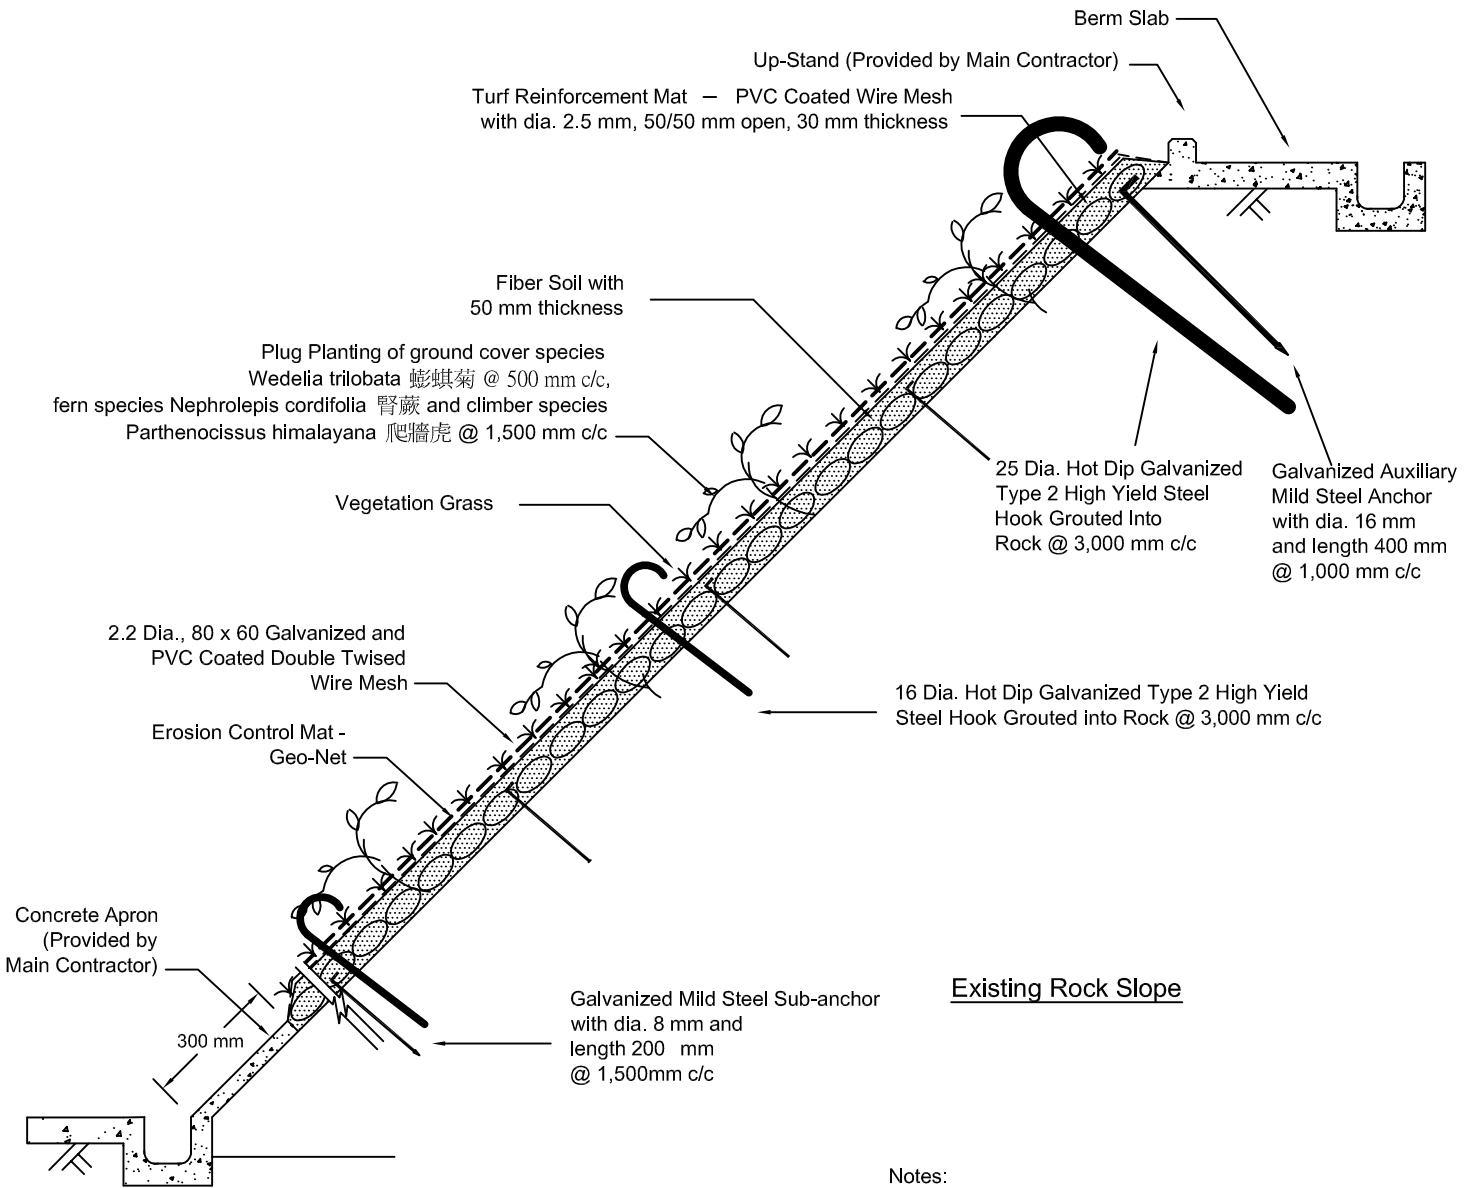 Berm Slab
Up-Stand (Provided by Main Contractor)
Turf Reinforcement Mat – PVC Coated Wire Mesh
with dia. 2.5 mm, 50/50 mm open, 30 mm thickness
Fiber Soil with
50 mm thickness
Plug Planting of ground cover species
Wedelia trilobata 蟛蜞菊 @ 500 mm c/c,
fern species Nephrolepis cordifolia 腎蕨 and climber species
Parthenocissus himalayana 爬牆虎 @ 1,500 mm c/c
Vegetation Grass
25 Dia. Hot Dip Galvanized
Type 2 High Yield Steel
Hook Grouted Into
Rock @ 3,000 mm c/c
Galvanized Auxiliary
Mild Steel Anchor
with dia. 16 mm
and length 400 mm
@ 1,000 mm c/c
2.2 Dia., 80 x 60 Galvanized and
PVC Coated Double Twised
Wire Mesh
16 Dia. Hot Dip Galvanized Type 2 High Yield
Steel Hook Grouted into Rock @ 3,000 mm c/c
Erosion Control Mat -
Geo-Net
Concrete Apron
(Provided by
Main Contractor)
300 mm
Galvanized Mild Steel Sub-anchor
with dia. 8 mm and
length 200 mm
@ 1,500mm c/c
Existing Rock Slope
Notes: